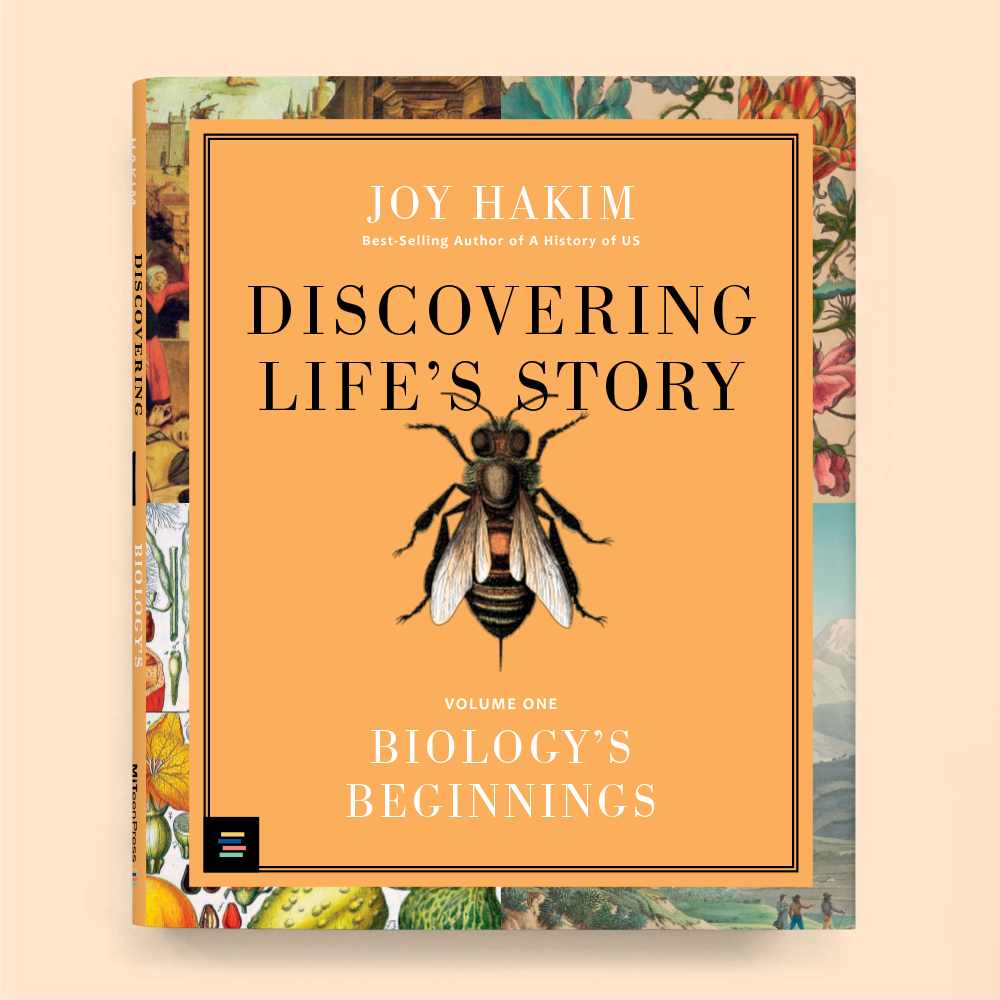 JOY HAKIM
Best-Selling Author of A History of US
DISCOVERING
LIFE'S STORY
VOLUME ONE
BIOLOGY'S
BEGINNINGS
HAKIM
DISCOVERING
BIOLOGY'S
MITeenPress